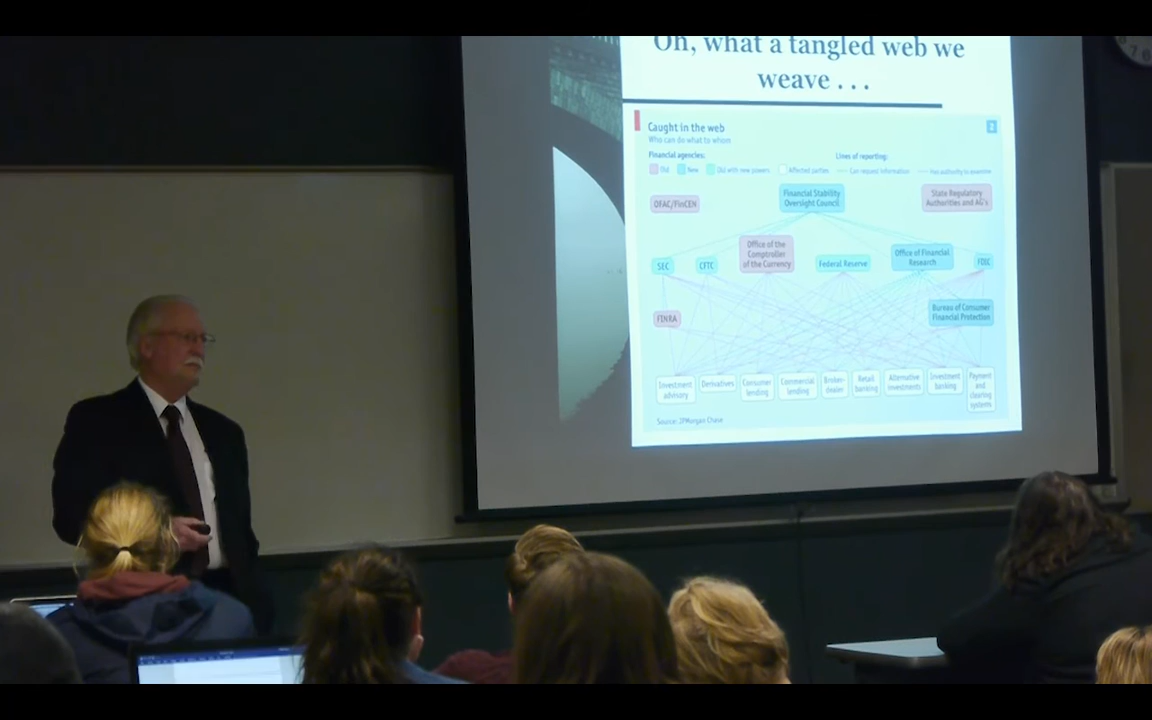 Oh, what a tangled web we
weave . . .
Caught in the web
2
Who can do what to whom
Financial agencies:
Lines of reporting:
Old
New
Old with new powers
Affected parties
Can request information
Has authority to examine
OFAC/FinCEN
Financial Stability
Oversight Council
State Regulatory
Authorities and AG's
SEC
CFTC
Office of the
Comptroller
of the Currency
Federal Reserve
Office of Financial
Research
FDIC
FINRA
Bureau of Consumer
Financial Protection
Investment
advisory
Derivatives
Consumer
lending
Commercial
lending
Broker-
dealer
Retail
banking
Alternative
investments
Investment
banking
Payment
and
clearing
systems
Source: JPMorgan Chase